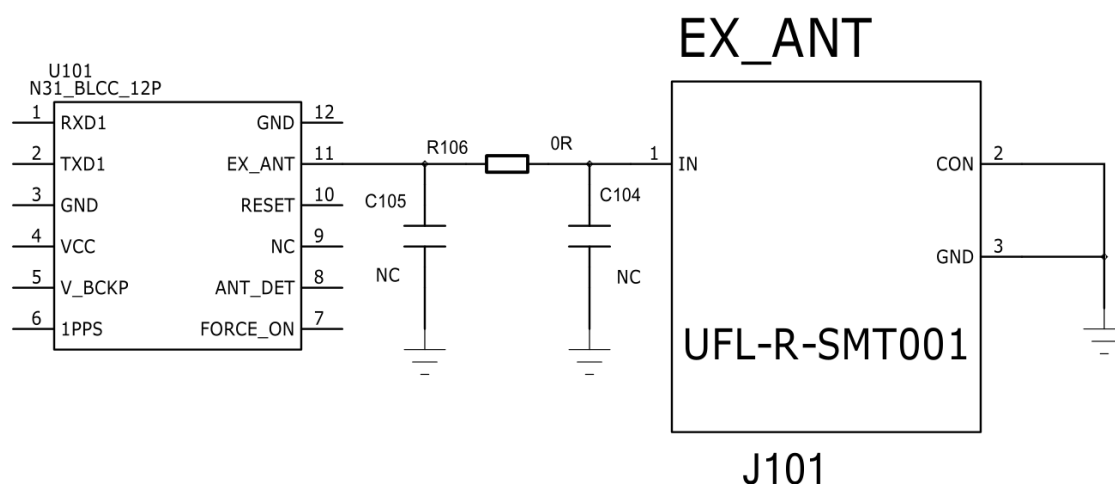 EX_ANT
U101
N31_BLCC_12P
1 RXD1 GND 12
2 TXD1 EX_ANT 11
3 GND RESET 10
4 VCC NC 9
5 V_BCKP ANT_DET 8
6 1PPS FORCE_ON 7
R106 0R
C105
NC
C104
NC
1 IN
CON 2
GND 3
UFL-R-SMT001
J101